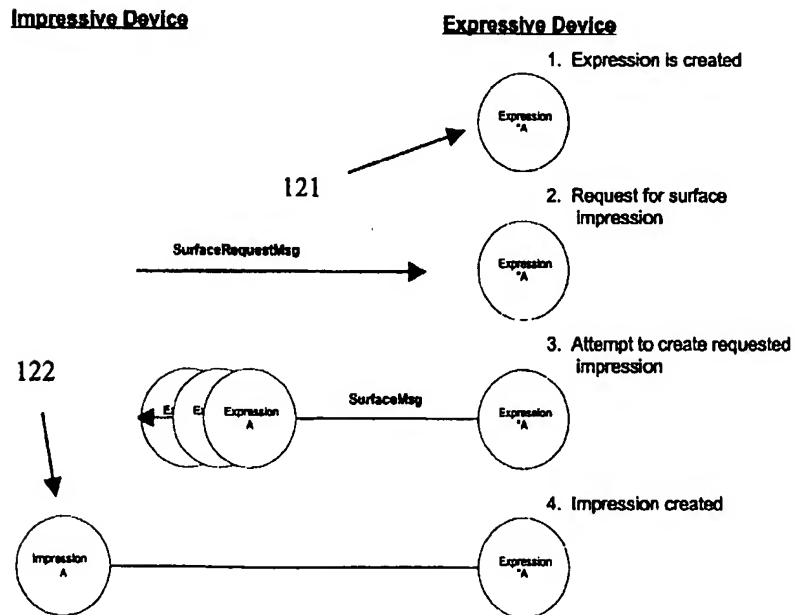 Impressive Device
Expressive Device
1. Expression is created
Expression
*A
121
2. Request for surface
impression
SurfaceRequestMsg
Expression
*A
3. Attempt to create requested
impression
122
Expression
A
SurfaceMsg
Expression
*A
4. Impression created
Impression
A
Expression
*A